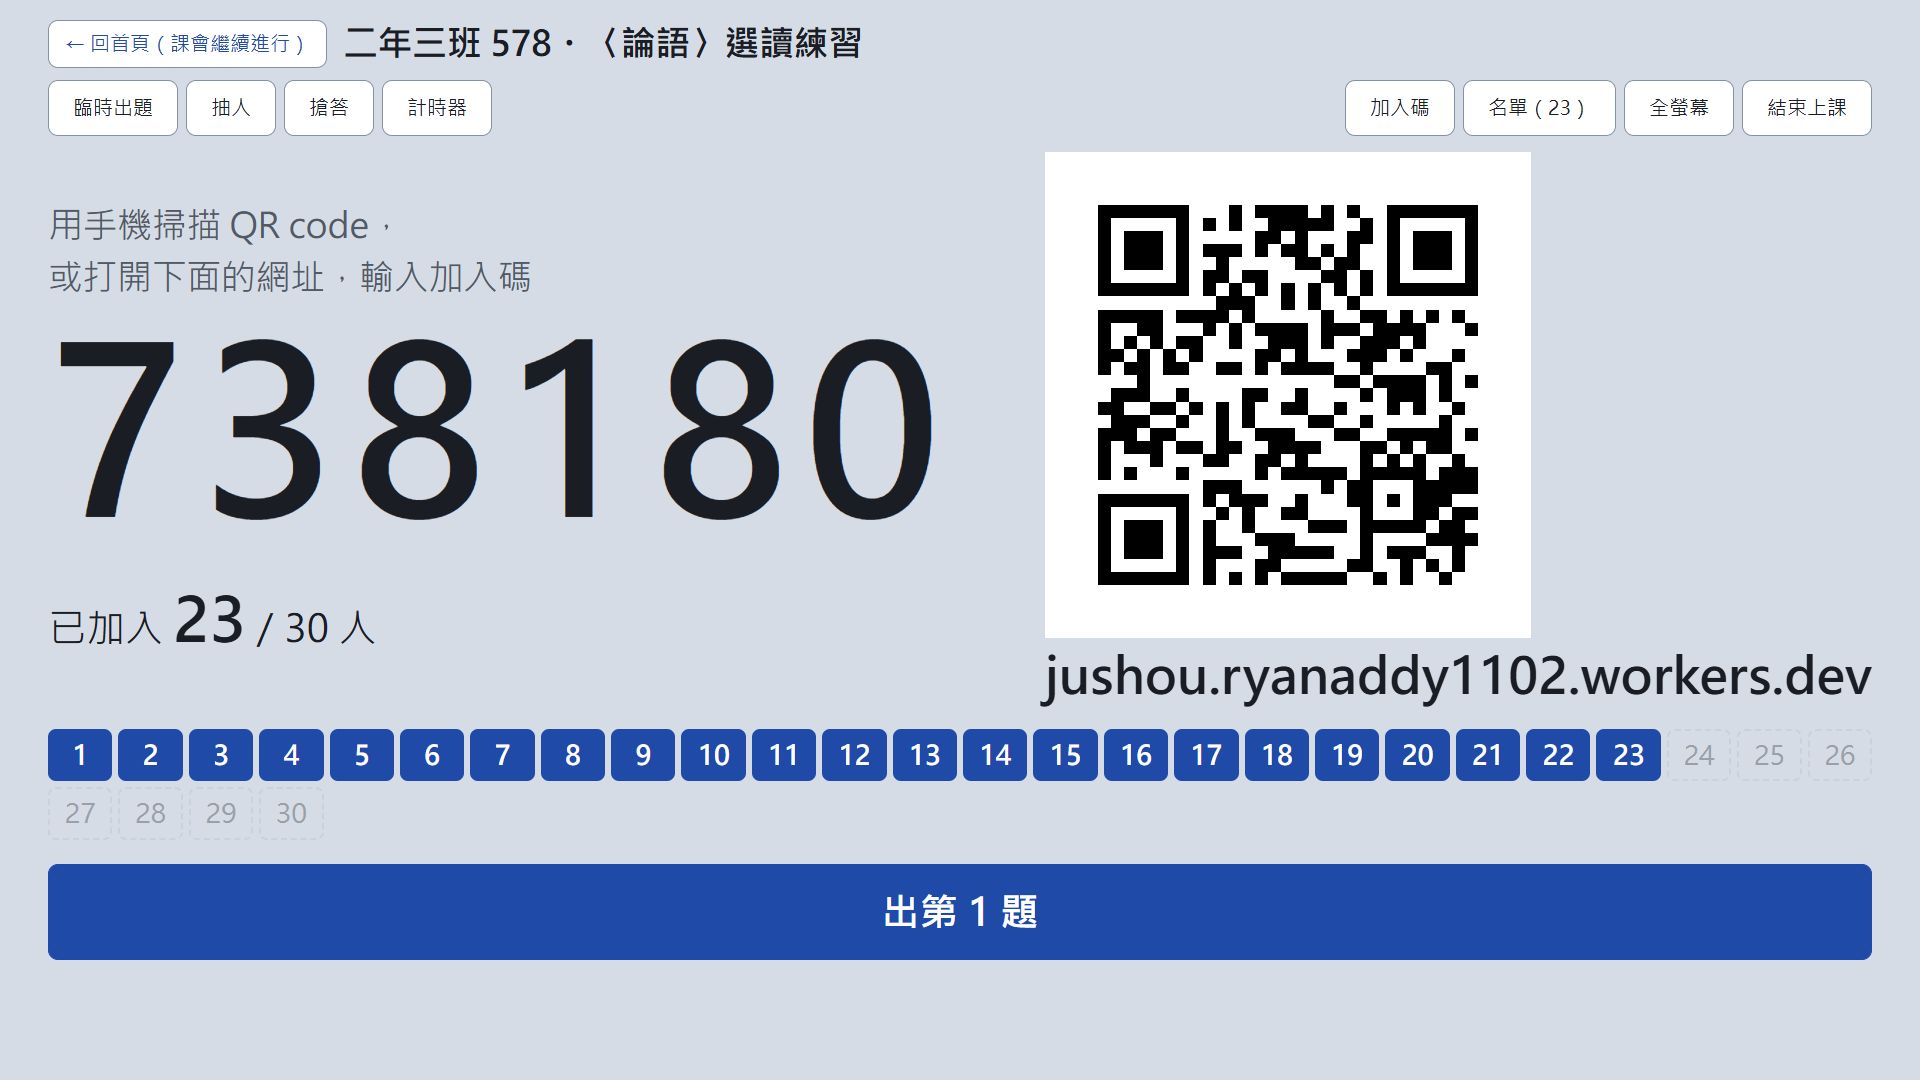 ← 回首頁（課會繼續進行）
二年三班 578・〈論語〉選讀練習
臨時出題
抽人
搶答
計時器
加入碼
名單（23）
全螢幕
結束上課
用手機掃描 QR code，
或打開下面的網址，輸入加入碼
738180
已加入 23 / 30 人
jushou.ryanaddy1102.workers.dev
1 2 3 4 5 6 7 8 9 10 11 12 13 14 15 16 17 18 19 20 21 22 23 24 25 26
27 28 29 30
出第 1 題